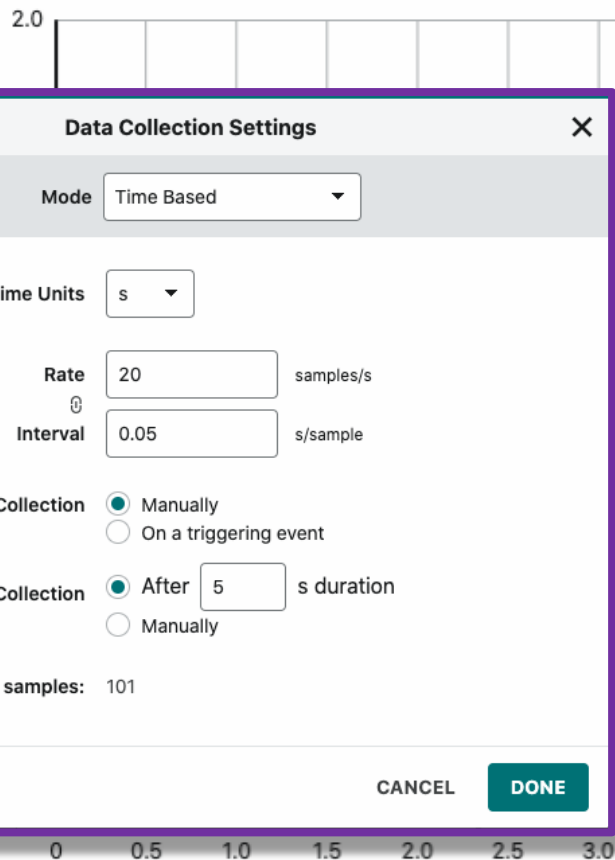 2.0
Data Collection Settings
Mode Time Based
ime Units s
Rate 20 samples/s
Interval 0.05 s/sample
Collection Manually
On a triggering event
Collection After 5 s duration
Manually
samples: 101
CANCEL DONE
0 0.5 1.0 1.5 2.0 2.5 3.0